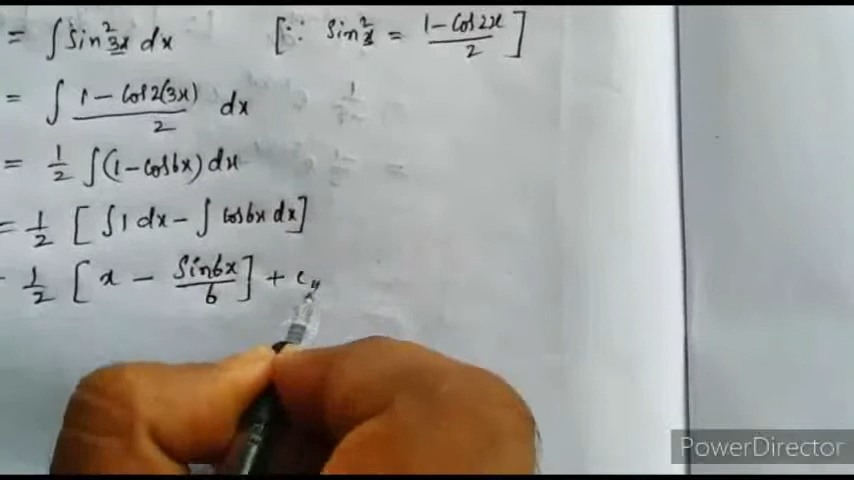 = ∫ sin²3x dx [∵ sin²x = 1-cos2x/2]
= ∫ 1-cos2(3x)/2 dx
= 1/2 ∫(1-cos6x) dx
= 1/2 [∫1 dx - ∫cos6x dx]
= 1/2 [x - sin6x/6] + c,,
PowerDirector